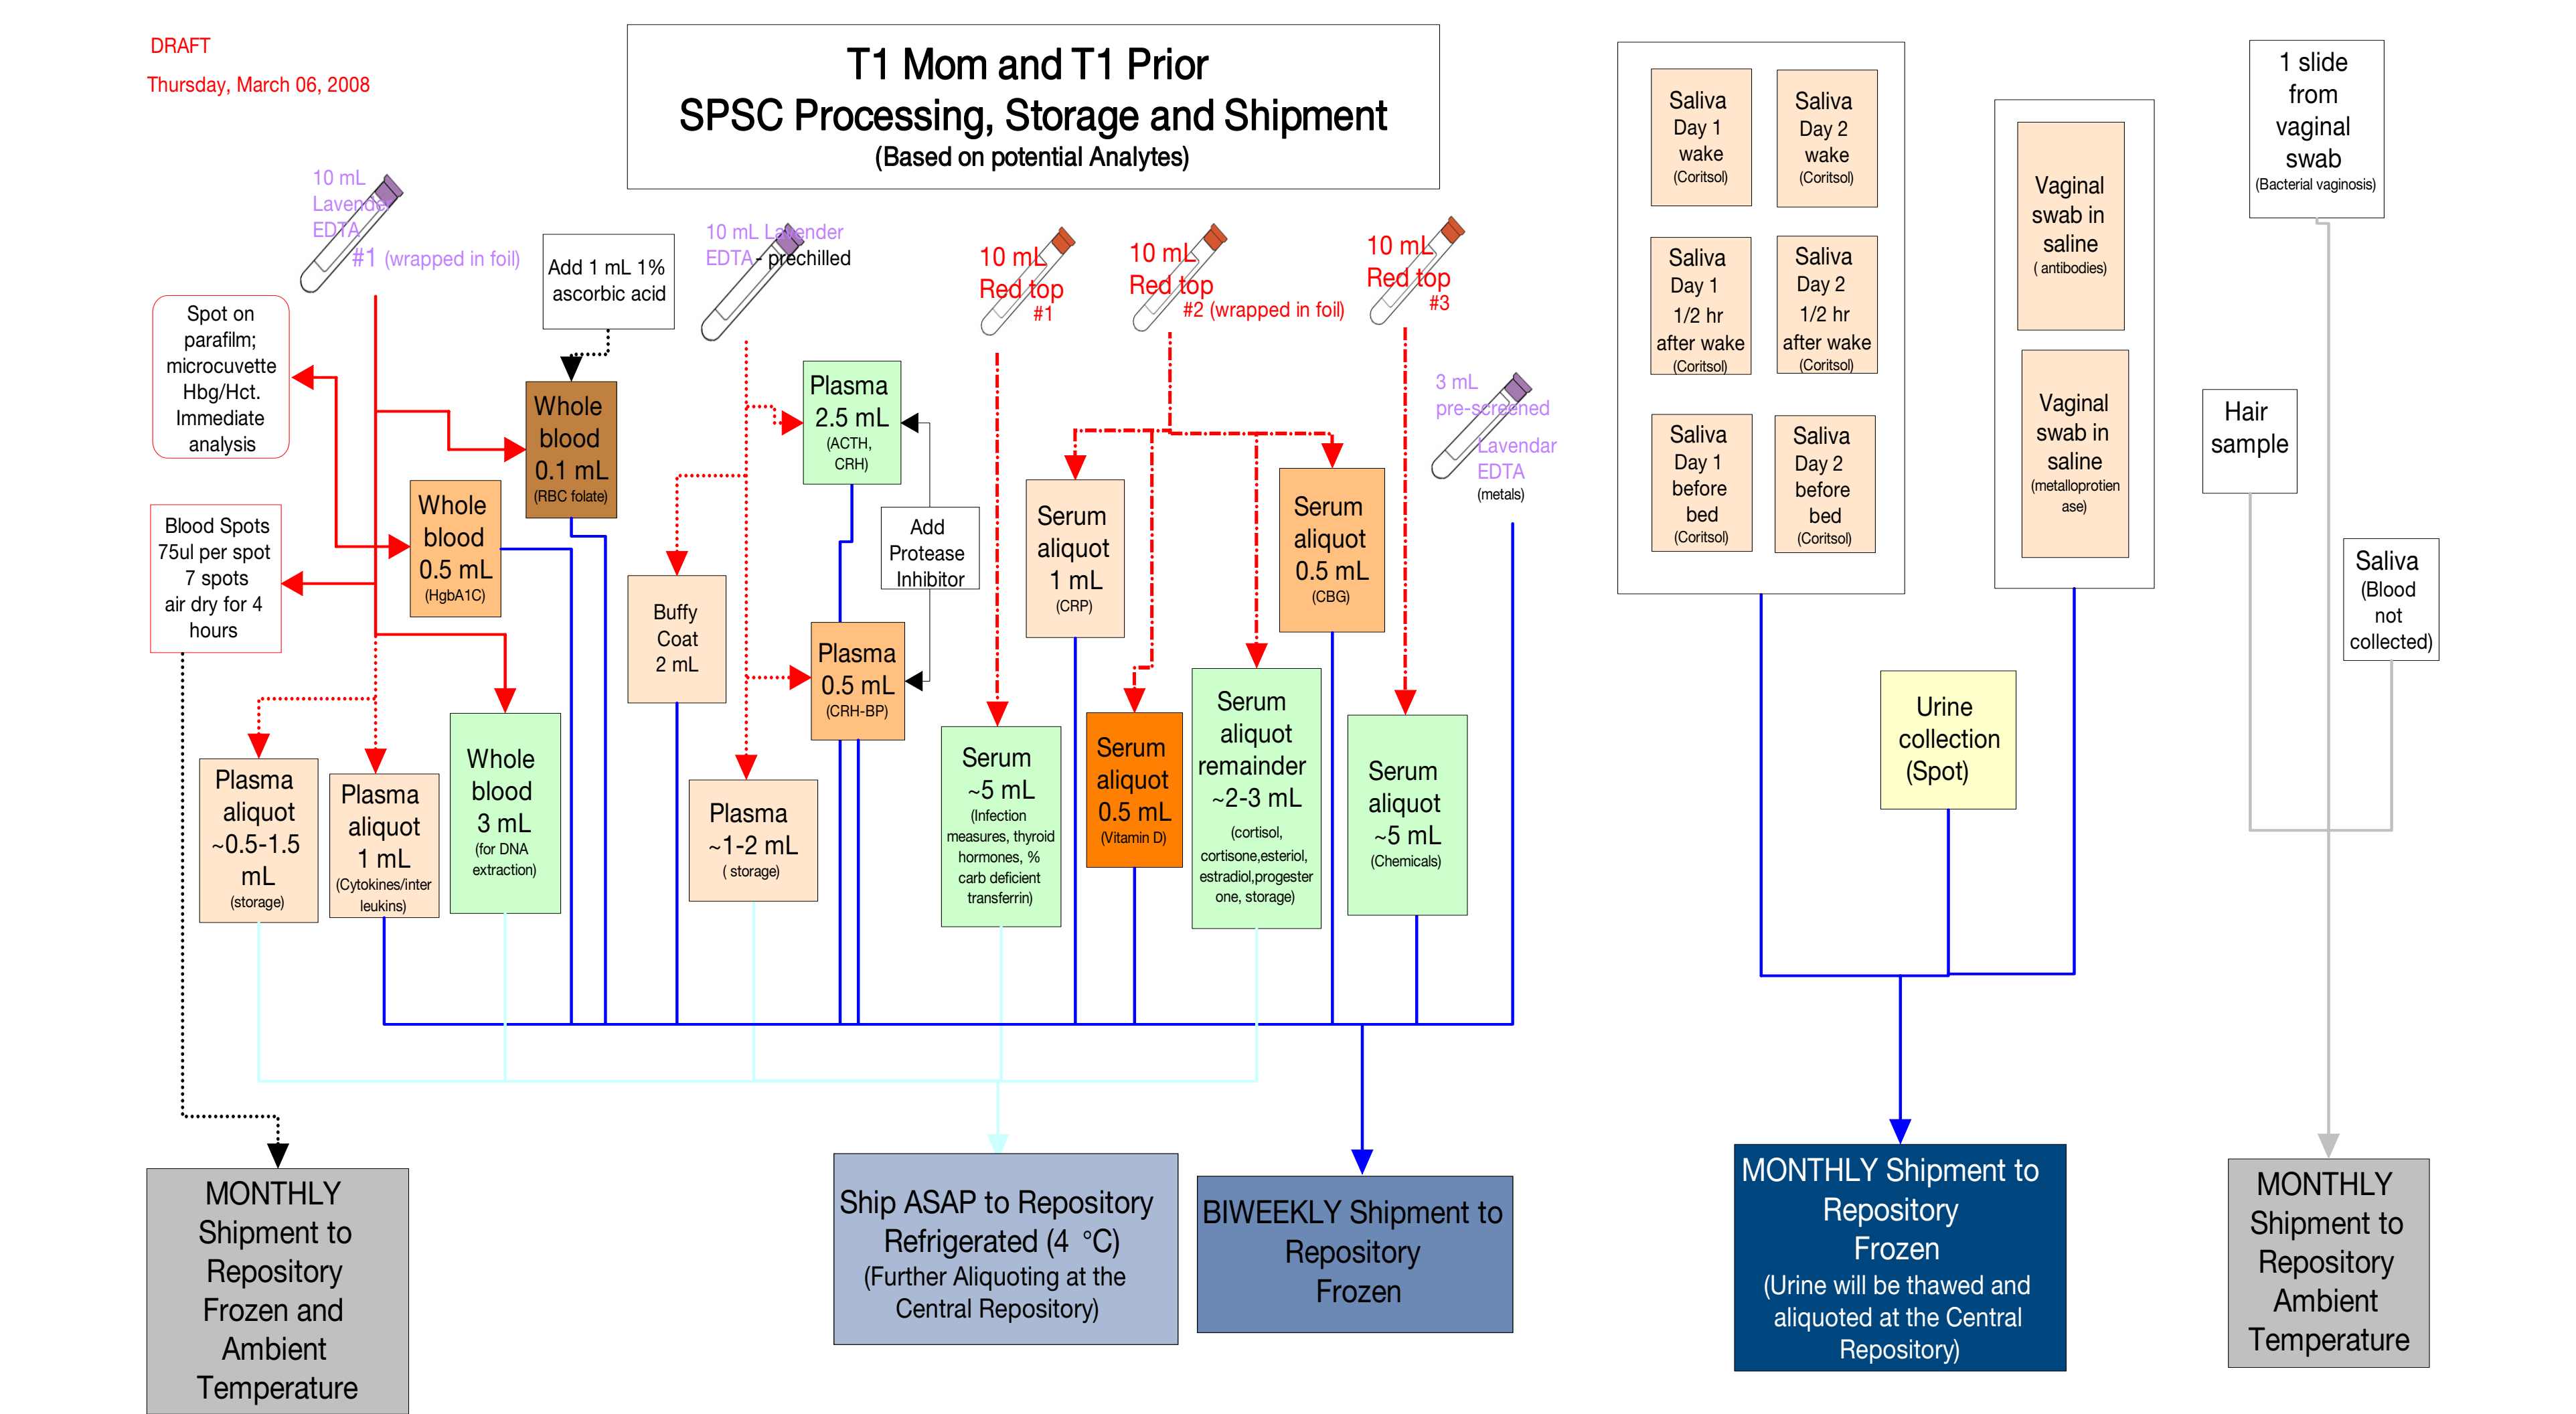 DRAFT
Thursday, March 06, 2008
T1 Mom and T1 Prior
SPSC Processing, Storage and Shipment
(Based on potential Analytes)
10 mL
Lavender
EDTA
#1 (wrapped in foil)
Add 1 mL 1%
ascorbic acid
10 mL Lavender
EDTA - prechilled
10 mL
Red top
#1
10 mL
Red top
#2 (wrapped in foil)
10 mL
Red top
#3
3 mL
pre-screened
Lavendar
EDTA
(metals)
Spot on
parafilm;
microcuvette
Hbg/Hct.
Immediate
analysis
Blood Spots
75ul per spot
7 spots
air dry for 4
hours
Whole
blood
0.1 mL
(RBC folate)
Whole
blood
0.5 mL
(HgbA1C)
Plasma
2.5 mL
(ACTH,
CRH)
Add
Protease
Inhibitor
Buffy
Coat
2 mL
Plasma
0.5 mL
(CRH-BP)
Serum
aliquot
1 mL
(CRP)
Serum
aliquot
0.5 mL
(CBG)
Plasma
aliquot
~0.5-1.5
mL
(storage)
Plasma
aliquot
1 mL
(Cytokines/inter
leukins)
Whole
blood
3 mL
(for DNA
extraction)
Plasma
~1-2 mL
( storage)
Serum
~5 mL
(Infection
measures, thyroid
hormones, %
carb deficient
transferrin)
Serum
aliquot
0.5 mL
(Vitamin D)
Serum
aliquot
remainder
~2-3 mL
(cortisol,
cortisone,esteriol,
estradiol,progester
one, storage)
Serum
aliquot
~5 mL
(Chemicals)
Saliva
Day 1
wake
(Coritsol)
Saliva
Day 2
wake
(Coritsol)
Saliva
Day 1
1/2 hr
after wake
(Coritsol)
Saliva
Day 2
1/2 hr
after wake
(Coritsol)
Saliva
Day 1
before
bed
(Coritsol)
Saliva
Day 2
before
bed
(Coritsol)
Vaginal
swab in
saline
( antibodies)
Vaginal
swab in
saline
(metalloprotien
ase)
Urine
collection
(Spot)
1 slide
from
vaginal
swab
(Bacterial vaginosis)
Hair
sample
Saliva
(Blood
not
collected)
MONTHLY
Shipment to
Repository
Frozen and
Ambient
Temperature
Ship ASAP to Repository
Refrigerated (4 °C)
(Further Aliquoting at the
Central Repository)
BIWEEKLY Shipment to
Repository
Frozen
MONTHLY Shipment to
Repository
Frozen
(Urine will be thawed and
aliquoted at the Central
Repository)
MONTHLY
Shipment to
Repository
Ambient
Temperature